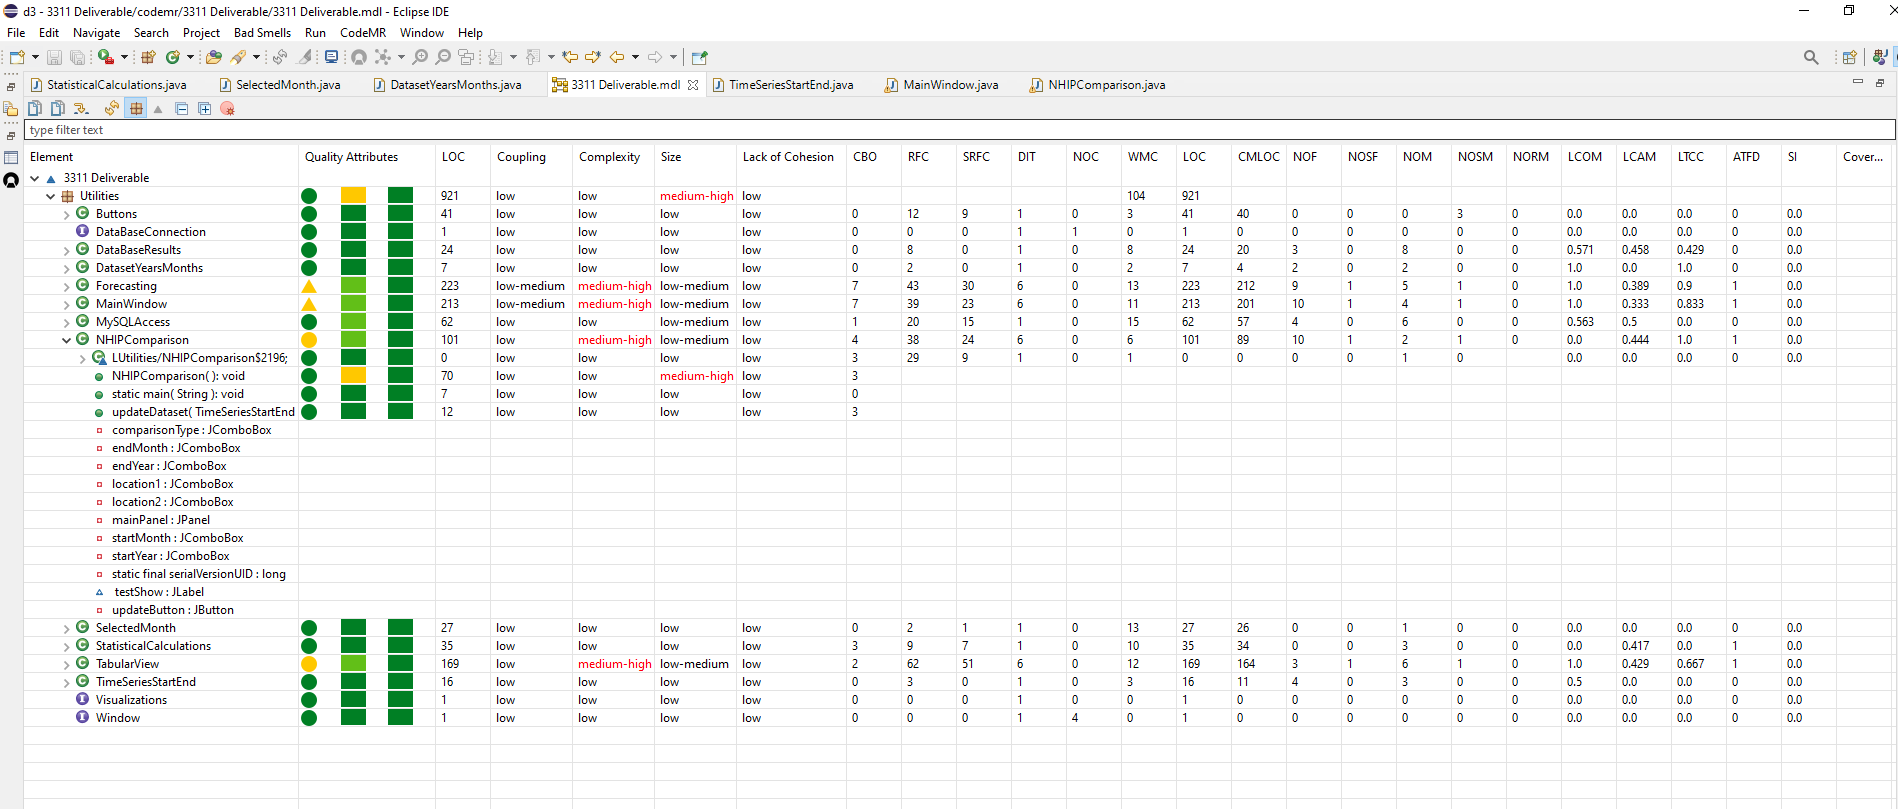 d3 - 3311 Deliverable/codemr/3311 Deliverable/3311 Deliverable.mdl - Eclipse IDE
File Edit Navigate Search Project Bad Smells Run CodeMR Window Help
StatisticalCalculations.java SelectedMonth.java DatasetYearsMonths.java 3311 Deliverable.mdl TimeSeriesStartEnd.java MainWindow.java NHIPComparison.java
type filter text
Element Quality Attributes LOC Coupling Complexity Size Lack of Cohesion CBO RFC SRFC DIT NOC WMC LOC CMLOC NOF NOSF NOM NOSM NORM LCOM LCAM LTCC ATFD SI Cover...
3311 Deliverable
Utilities 921 low low medium-high low 104 921
Buttons 41 low low low low 0 12 9 1 0 3 41 40 0 0 0 3 0 0.0 0.0 0.0 0 0.0
DataBaseConnection 1 low low low low 0 0 0 1 1 0 1 0 0 0 0 0 0 0.0 0.0 0.0 0 0.0
DataBaseResults 24 low low low low 0 8 0 1 0 8 24 20 3 0 8 0 0 0.571 0.458 0.429 0 0.0
DatasetYearsMonths 7 low low low low 0 2 0 1 0 2 7 4 2 0 2 0 0 1.0 0.0 1.0 0 0.0
Forecasting 223 low-medium medium-high low-medium low 7 43 30 6 0 13 223 212 9 1 5 1 0 1.0 0.389 0.9 1 0.0
MainWindow 213 low-medium medium-high low-medium low 7 39 23 6 0 11 213 201 10 1 4 1 0 1.0 0.333 0.833 1 0.0
MySQLAccess 62 low low low-medium low 1 20 15 1 0 15 62 57 4 0 6 0 0 0.563 0.5 0.0 0 0.0
NHIPComparison 101 low medium-high low-medium low 4 38 24 6 0 6 101 89 10 1 2 1 0 0.0 0.444 1.0 1 0.0
LUtilities/NHIPComparison$2196; 0 low low low low 3 29 9 1 0 1 0 0 0 0 1 0 0.0 0.0 0.0 0 0.0
NHIPComparison( ): void 70 low low medium-high low 3
static main( String ): void 7 low low low low 0
updateDataset( TimeSeriesStartEnd 12 low low low low 3
comparisonType : JComboBox
endMonth : JComboBox
endYear : JComboBox
location1 : JComboBox
location2 : JComboBox
mainPanel : JPanel
startMonth : JComboBox
startYear : JComboBox
static final serialVersionUID : long
testShow : JLabel
updateButton : JButton
SelectedMonth 27 low low low low 0 2 1 1 0 13 27 26 0 0 1 0 0 0.0 0.0 0.0 0 0.0
StatisticalCalculations 35 low low low low 3 9 7 1 0 10 35 34 0 0 3 0 0 0.0 0.417 0.0 1 0.0
TabularView 169 low medium-high low-medium low 2 62 51 6 0 12 169 164 3 1 6 1 0 1.0 0.429 0.667 1 0.0
TimeSeriesStartEnd 16 low low low low 0 3 0 1 0 3 16 11 4 0 3 0 0 0.5 0.0 0.0 0 0.0
Visualizations 1 low low low low 0 0 0 1 0 0 1 0 0 0 0 0 0 0.0 0.0 0.0 0 0.0
Window 1 low low low low 0 0 0 1 4 0 1 0 0 0 0 0 0 0.0 0.0 0.0 0 0.0